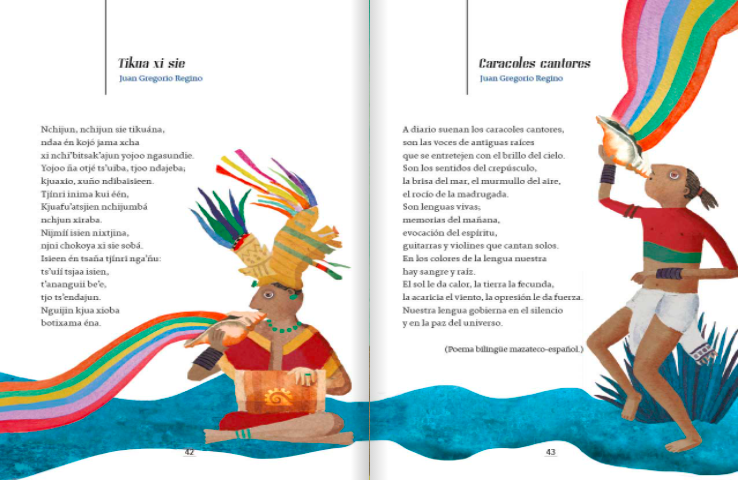 Tikua xi sie
Juan Gregorio Regino
Nchijun, nchijun sie tikuána,
ndaa én kojó jama xcha
xi nchi'bitsak'ajun yojoo ngasundie.
Yojoo ña otjé ts'uiba, tjoo ndajeba;
kjuaxio, xuño ndibaisieen.
Tjínri inima kui één,
Kjuafu'atsjien nchijumbá
nchjun xiraba.
Nijmíí isien nixtjina,
njni chokoya xi sie sobá.
Isieen én tsaña tjínri nga'ñu:
ts'uíí tsjaa isien,
t'ananguii be'e,
tjo ts'endajun.
Nguijin kjua xioba
botixama éna.
42
Caracoles cantores
Juan Gregorio Regino
A diario suenan los caracoles cantores,
son las voces de antiguas raíces
que se entretejen con el brillo del cielo.
Son los sentidos del crepúsculo,
la brisa del mar, el murmullo del aire,
el rocío de la madrugada.
Son lenguas vivas;
memorias del mañana,
evocación del espíritu,
guitarras y violines que cantan solos.
En los colores de la lengua nuestra
hay sangre y raíz.
El sol le da calor, la tierra la fecunda,
la acaricia el viento, la opresión le da fuerza.
Nuestra lengua gobierna en el silencio
y en la paz del universo.
(Poema bilingüe mazateco-español.)
43